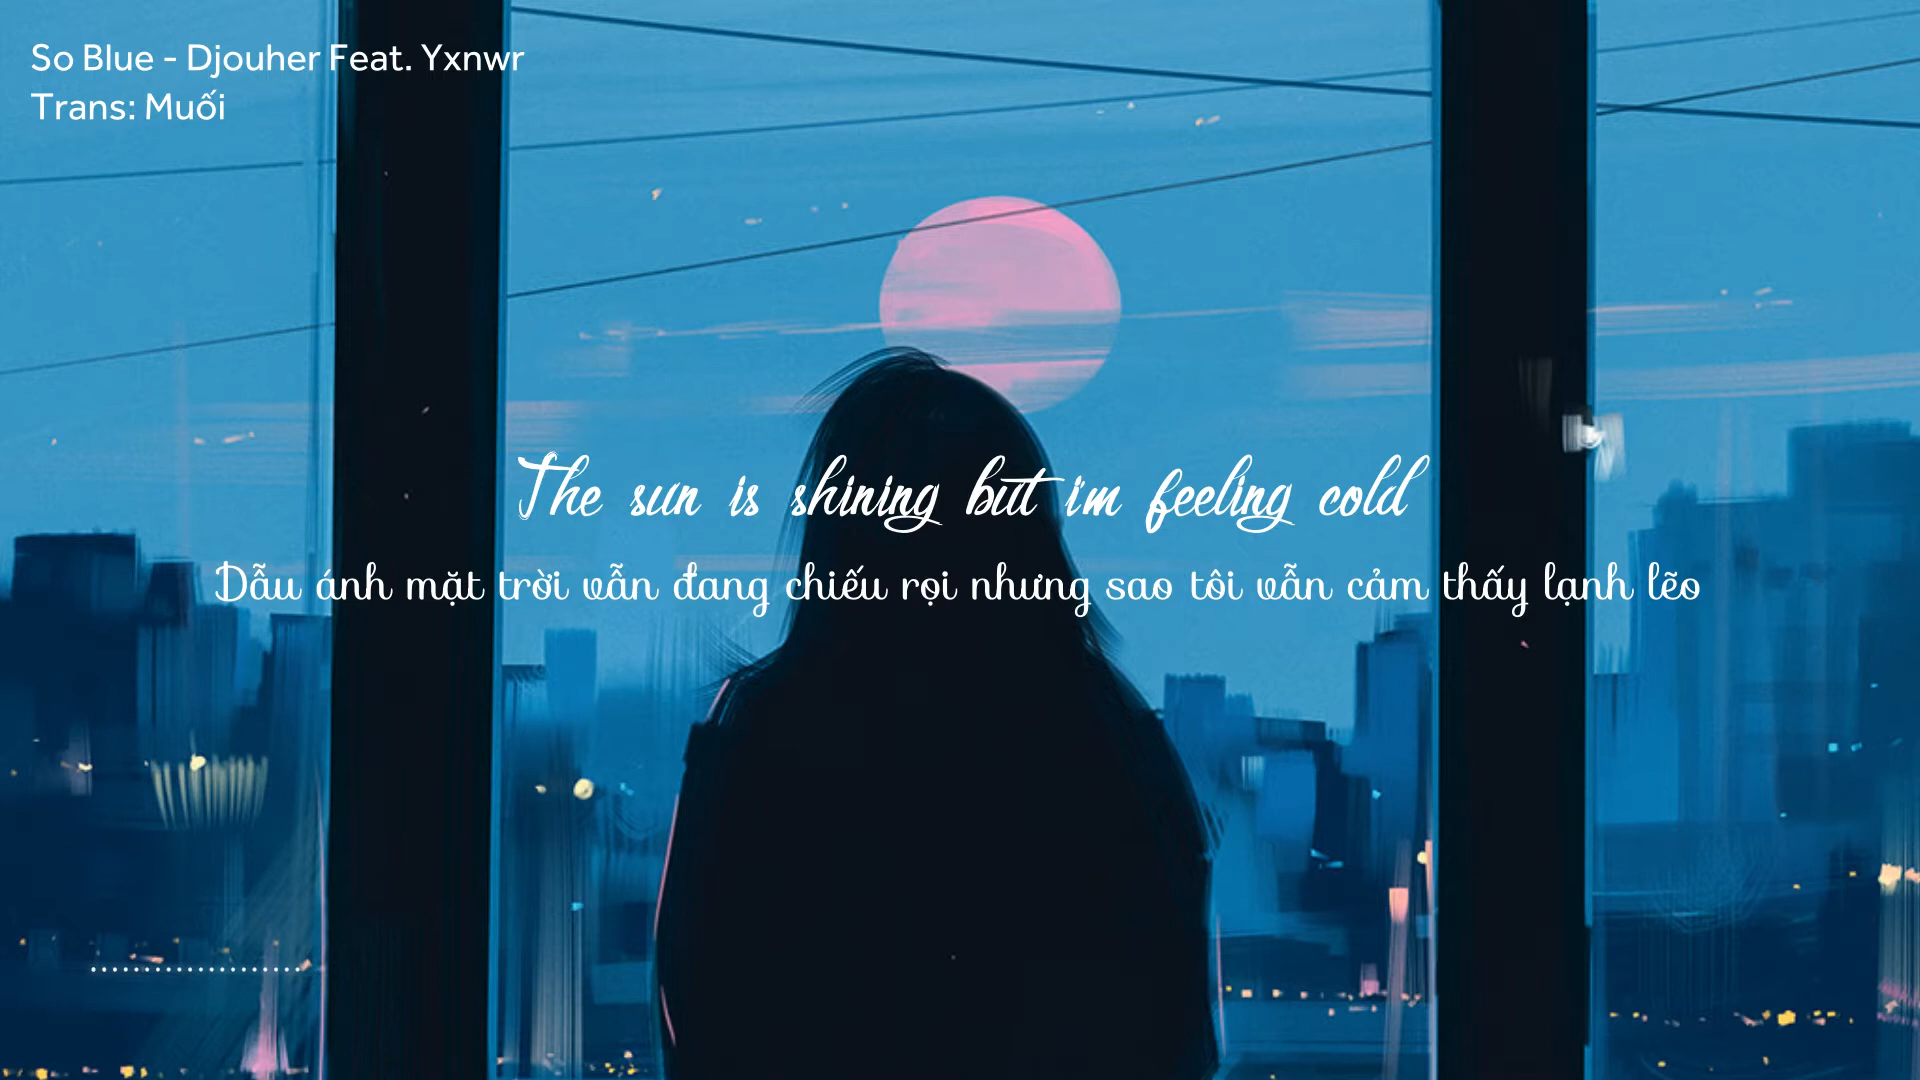 So Blue - Djouher Feat. Yxnwr
Trans: Muối
The sun is shining but i'm feeling cold
Dẫu ánh mặt trời vẫn đang chiếu rọi nhưng sao tôi vẫn cảm thấy lạnh lẽo